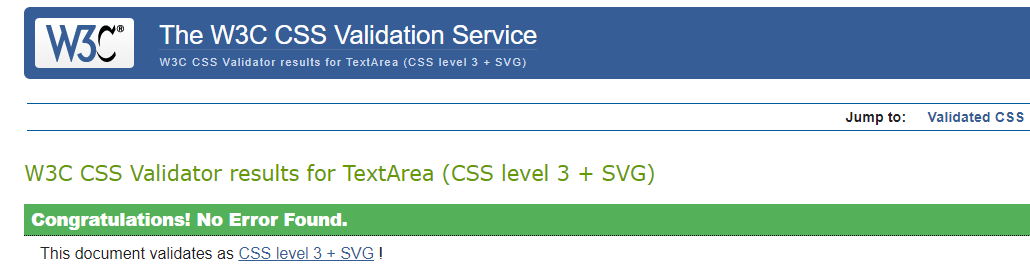 W3C®
The W3C CSS Validation Service
W3C CSS Validator results for TextArea (CSS level 3 + SVG)
Jump to: Validated CSS
W3C CSS Validator results for TextArea (CSS level 3 + SVG)
Congratulations! No Error Found.
This document validates as CSS level 3 + SVG !